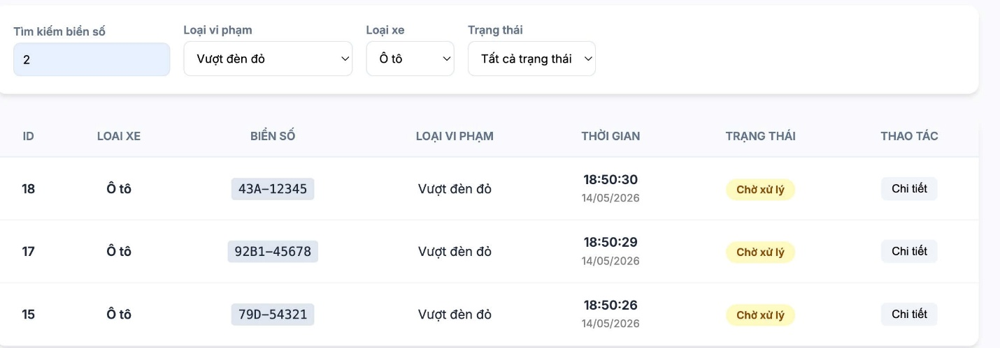 Tìm kiếm biển số
Loại vi phạm
Loại xe
Trạng thái
2
Vượt đèn đỏ
Ô tô
Tất cả trạng thái
ID LOẠI XE BIỂN SỐ LOẠI VI PHẠM THỜI GIAN TRẠNG THÁI THAO TÁC
18 Ô tô 43A–12345 Vượt đèn đỏ 18:50:30 Chờ xử lý Chi tiết
14/05/2026
17 Ô tô 92B1–45678 Vượt đèn đỏ 18:50:29 Chờ xử lý Chi tiết
14/05/2026
15 Ô tô 79D–54321 Vượt đèn đỏ 18:50:26 Chờ xử lý Chi tiết
14/05/2026